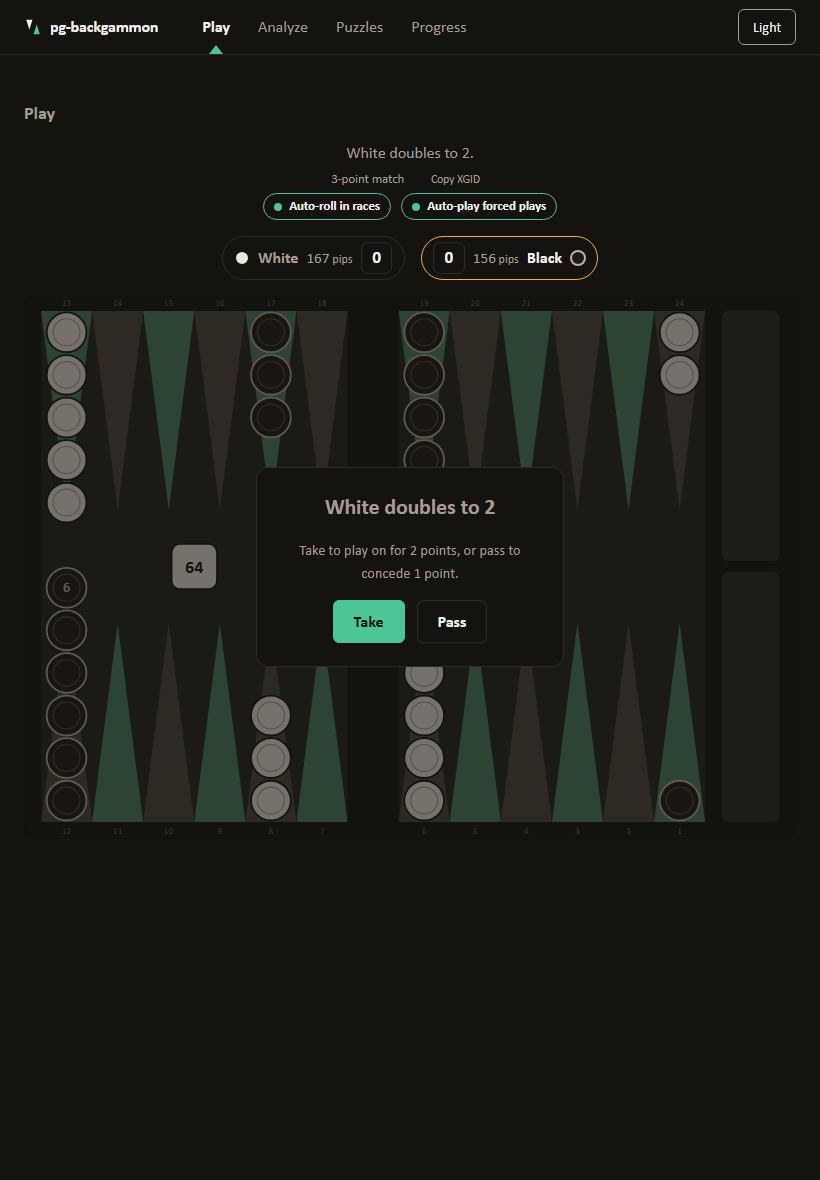 pg-backgammon Play Analyze Puzzles Progress Light
Play
White doubles to 2.
3-point match Copy XGID
Auto-roll in races Auto-play forced plays
White 167 pips 0 0 156 pips Black
13 14 15 16 17 18 19 20 21 22 23 24
White doubles to 2
Take to play on for 2 points, or pass to
concede 1 point.
64
6
Take Pass
12 11 10 9 8 7 6 5 4 3 2 1